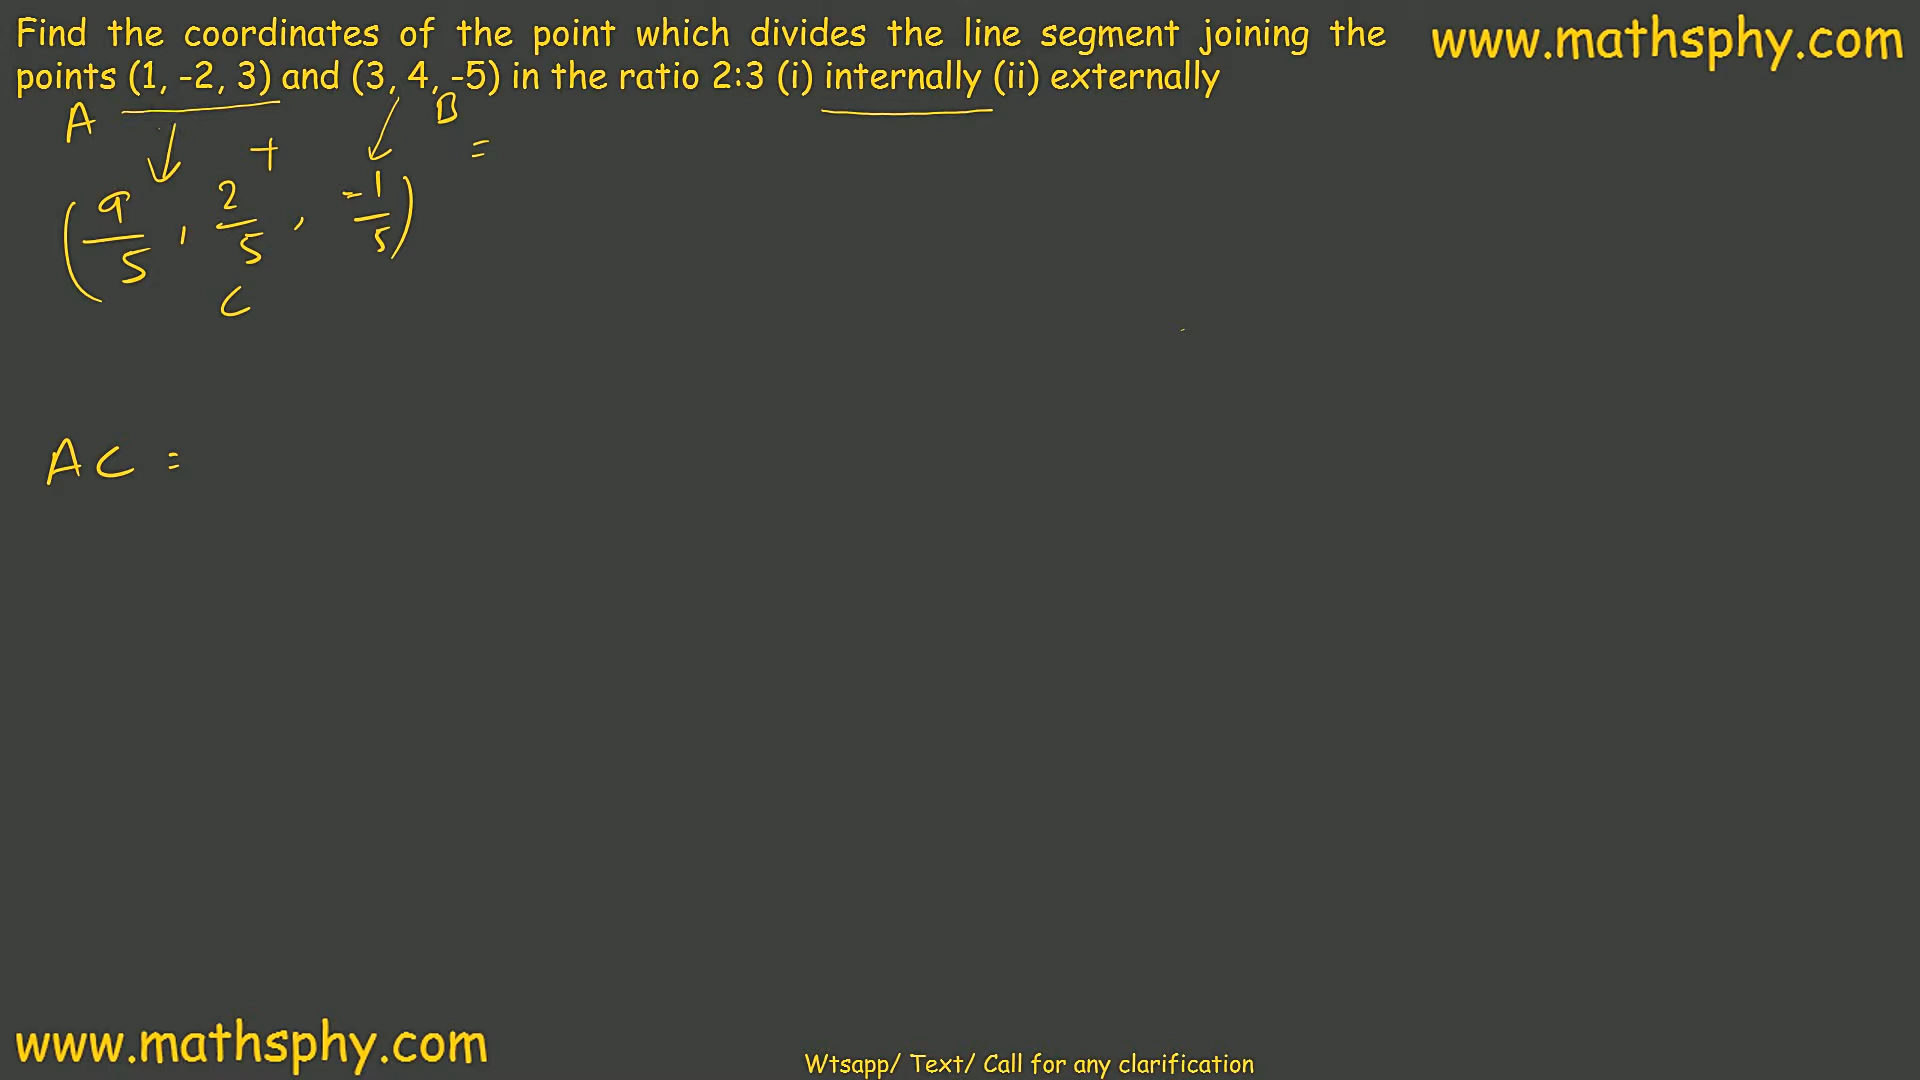 Find the coordinates of the point which divides the line segment joining the
points (1, -2, 3) and (3, 4, -5) in the ratio 2:3 (i) internally (ii) externally
www.mathsphy.com
A B
+ =
(9/5, 2/5, -1/5)
C
AC =
www.mathsphy.com
Wtsapp/ Text/ Call for any clarification